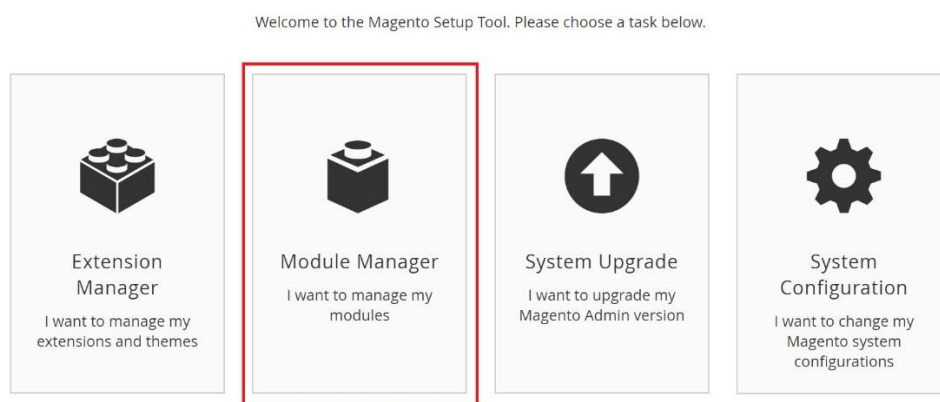 Welcome to the Magento Setup Tool. Please choose a task below.
Extension
Manager
I want to manage my
extensions and themes
Module Manager
I want to manage my
modules
System Upgrade
I want to upgrade my
Magento Admin version
System
Configuration
I want to change my
Magento system
configurations